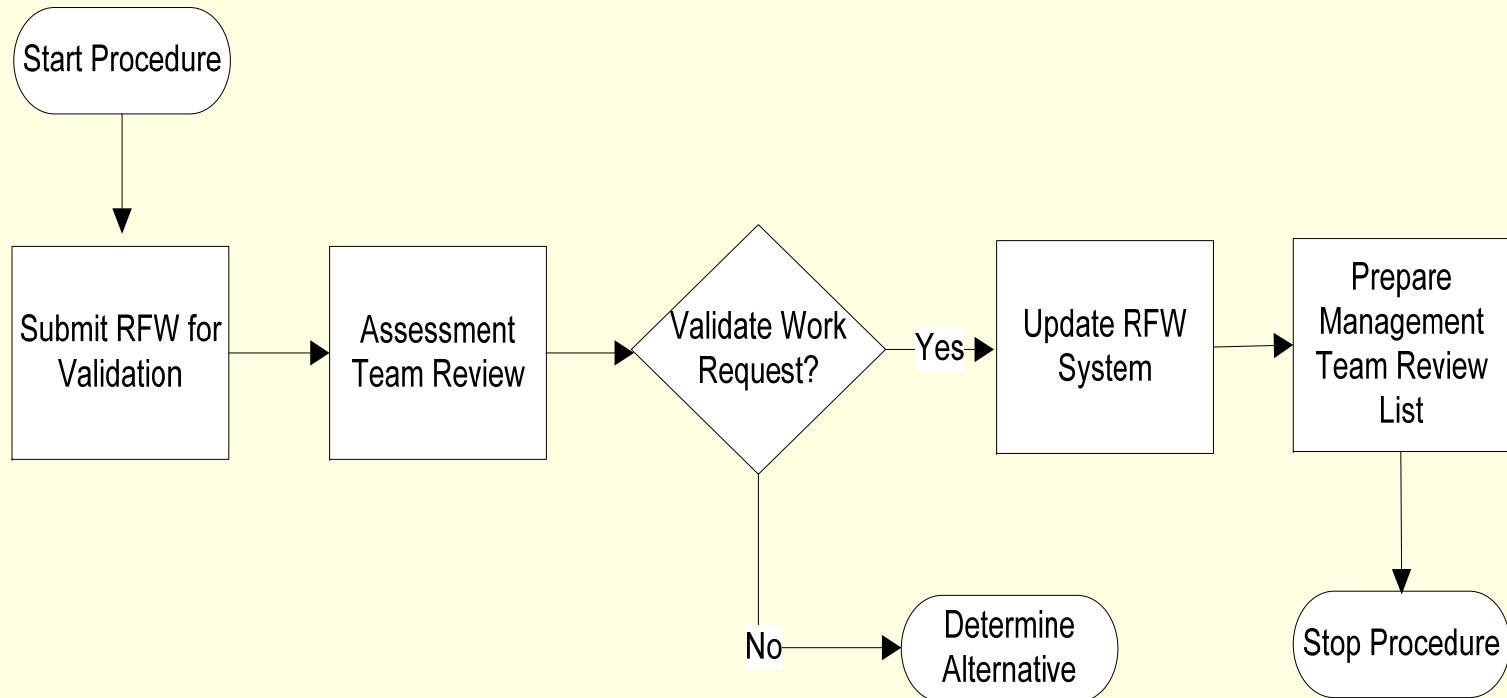 Start Procedure
Submit RFW for
Validation
Assessment
Team Review
Validate Work
Request?
Yes
Update RFW
System
Prepare
Management
Team Review
List
No
Determine
Alternative
Stop Procedure